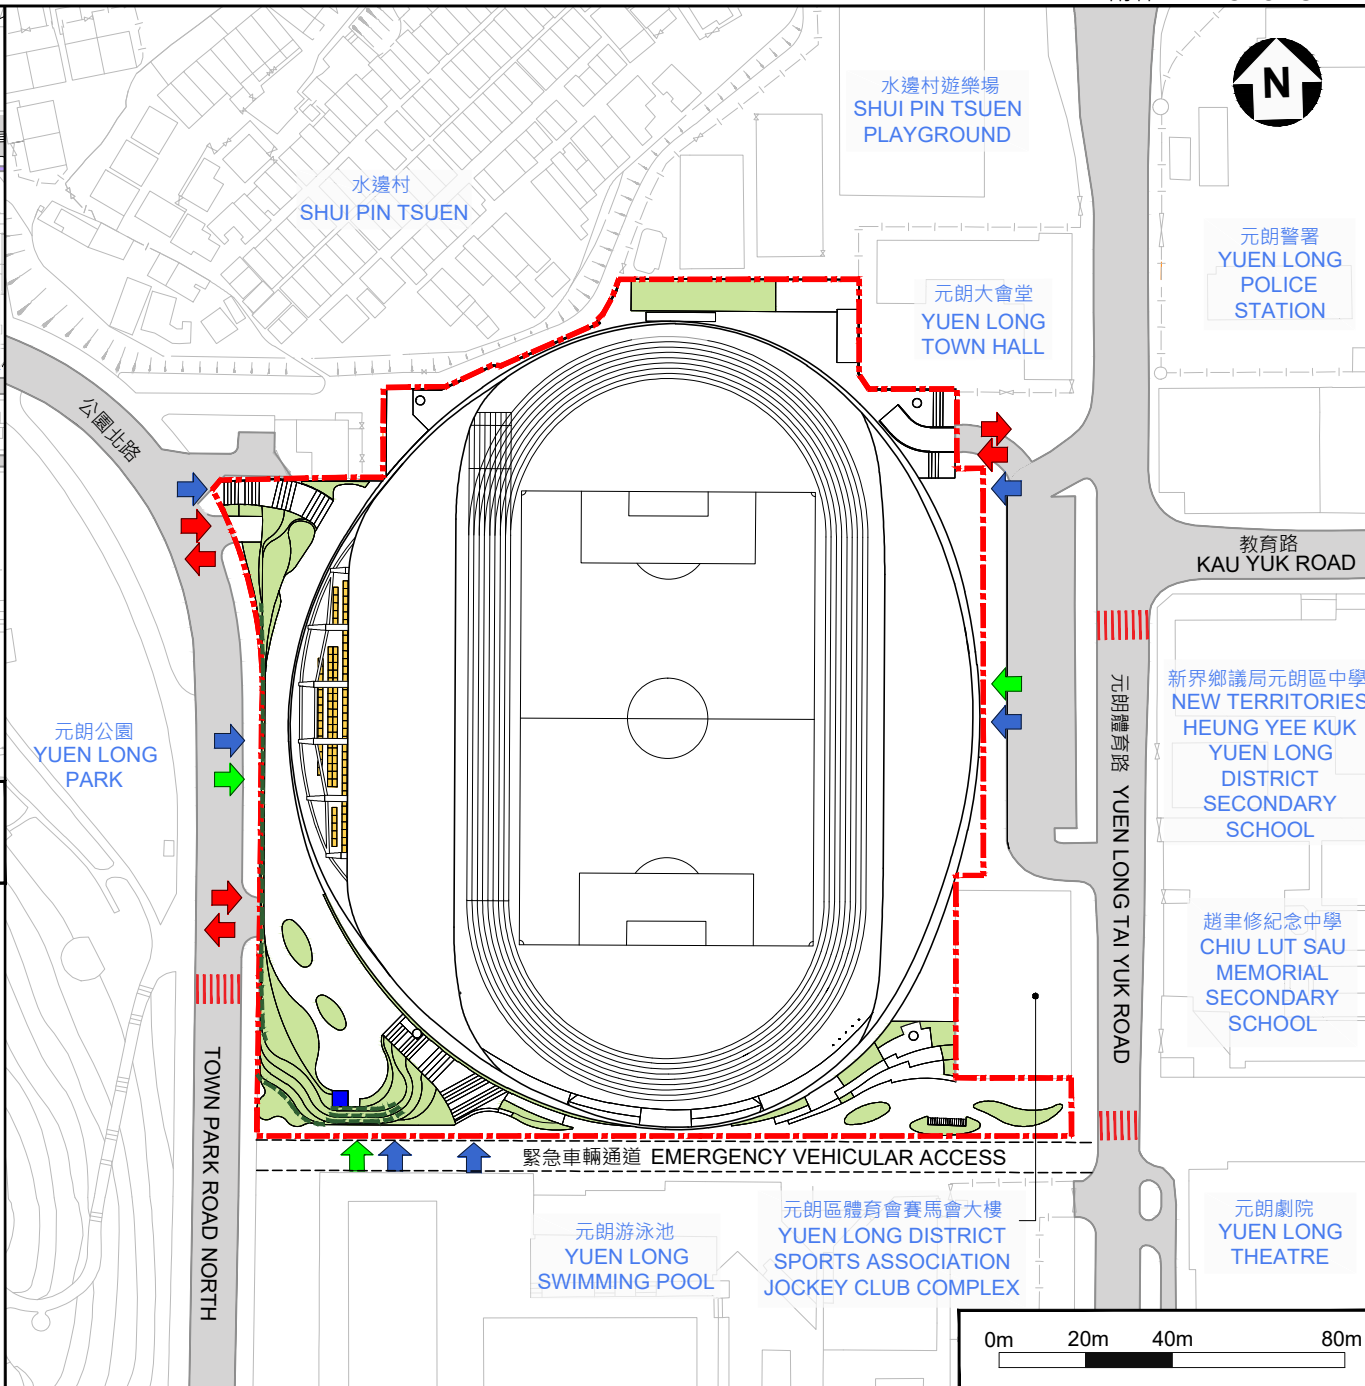 N
水邊村遊樂場
SHUI PIN TSUEN
PLAYGROUND
水邊村
SHUI PIN TSUEN
元朗警署
YUEN LONG
POLICE
STATION
元朗大會堂
YUEN LONG
TOWN HALL
公園北路
教育路
KAU YUK ROAD
新界鄉議局元朗區中學
NEW TERRITORIES
HEUNG YEE KUK
YUEN LONG
DISTRICT
SECONDARY
SCHOOL
元朗公園
YUEN LONG
PARK
元朗體育路 YUEN LONG TAI YUK ROAD
趙聿修紀念中學
CHIU LUT SAU
MEMORIAL
SECONDARY
SCHOOL
TOWN PARK ROAD NORTH
緊急車輛通道 EMERGENCY VEHICULAR ACCESS
元朗游泳池
YUEN LONG
SWIMMING POOL
元朗區體育會賽馬會大樓
YUEN LONG DISTRICT
SPORTS ASSOCIATION
JOCKEY CLUB COMPLEX
元朗劇院
YUEN LONG
THEATRE
0m 20m 40m 80m